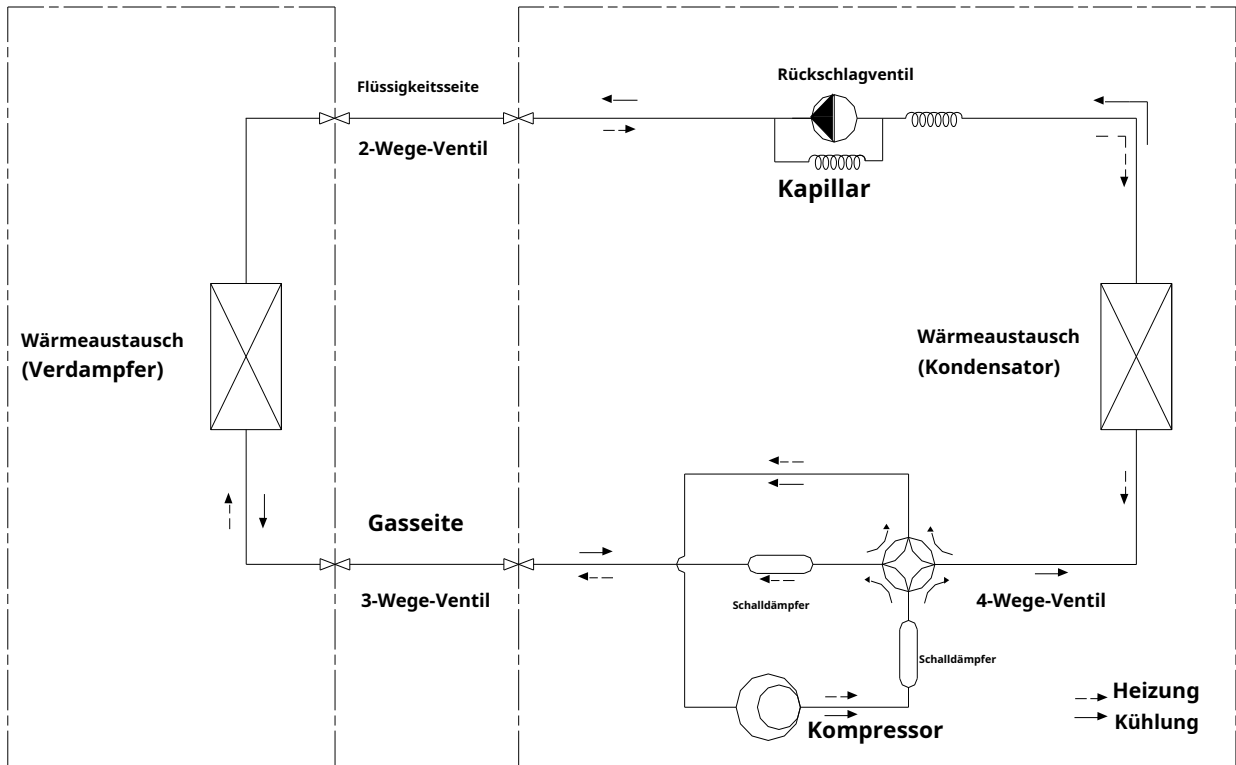 Rückschlagventil
Flüssigkeitsseite
2-Wege-Ventil
Kapillar
Wärmeaustausch
(Verdampfer)
Wärmeaustausch
(Kondensator)
Gasseite
3-Wege-Ventil
Schalldämpfer
4-Wege-Ventil
Schalldämpfer
Kompressor
Heizung
Kühlung